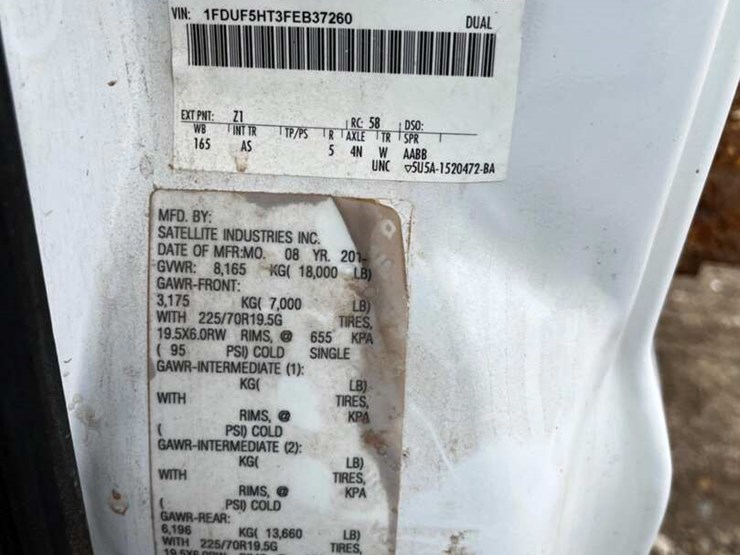 VIN: 1FDUF5HT3FEB37260 DUAL
EXT PNT: Z1 RC: 58 DSO:
WB INT TR TP/PS R AXLE TR SPR
165 AS 5 4N W AABB
UNC ▽5U5A-1520472-BA
MFD. BY:
SATELLITE INDUSTRIES INC.
DATE OF MFR:MO. 08 YR. 201
GVWR: 8,165 KG( 18,000 LB)
GAWR-FRONT:
3,175 KG( 7,000 LB)
WITH 225/70R19.5G TIRES,
19.5X6.0RW RIMS, @ 655 KPA
( 95 PSI) COLD SINGLE
GAWR-INTERMEDIATE (1):
KG( LB)
WITH TIRES,
RIMS, @ KPA
( PSI) COLD
GAWR-INTERMEDIATE (2):
KG( LB)
WITH TIRES,
RIMS, @ KPA
( PSI) COLD
GAWR-REAR:
6,196 KG( 13,660 LB)
WITH 225/70R19.5G TIRES,